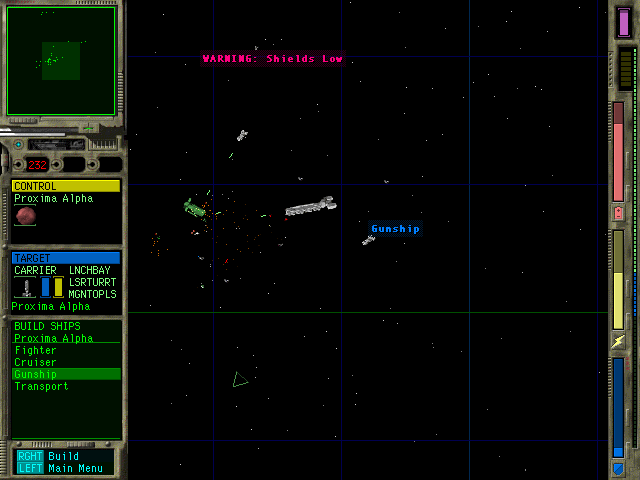 WARNING: Shields Low
232
CONTROL
Proxima Alpha
Gunship
TARGET
CARRIER LNCHBAY
LSRTURRT
MGNTOPLS
Proxima Alpha
BUILD SHIPS
Proxima Alpha
Fighter
Cruiser
Gunship
Transport
RGHT Build
LEFT Main Menu